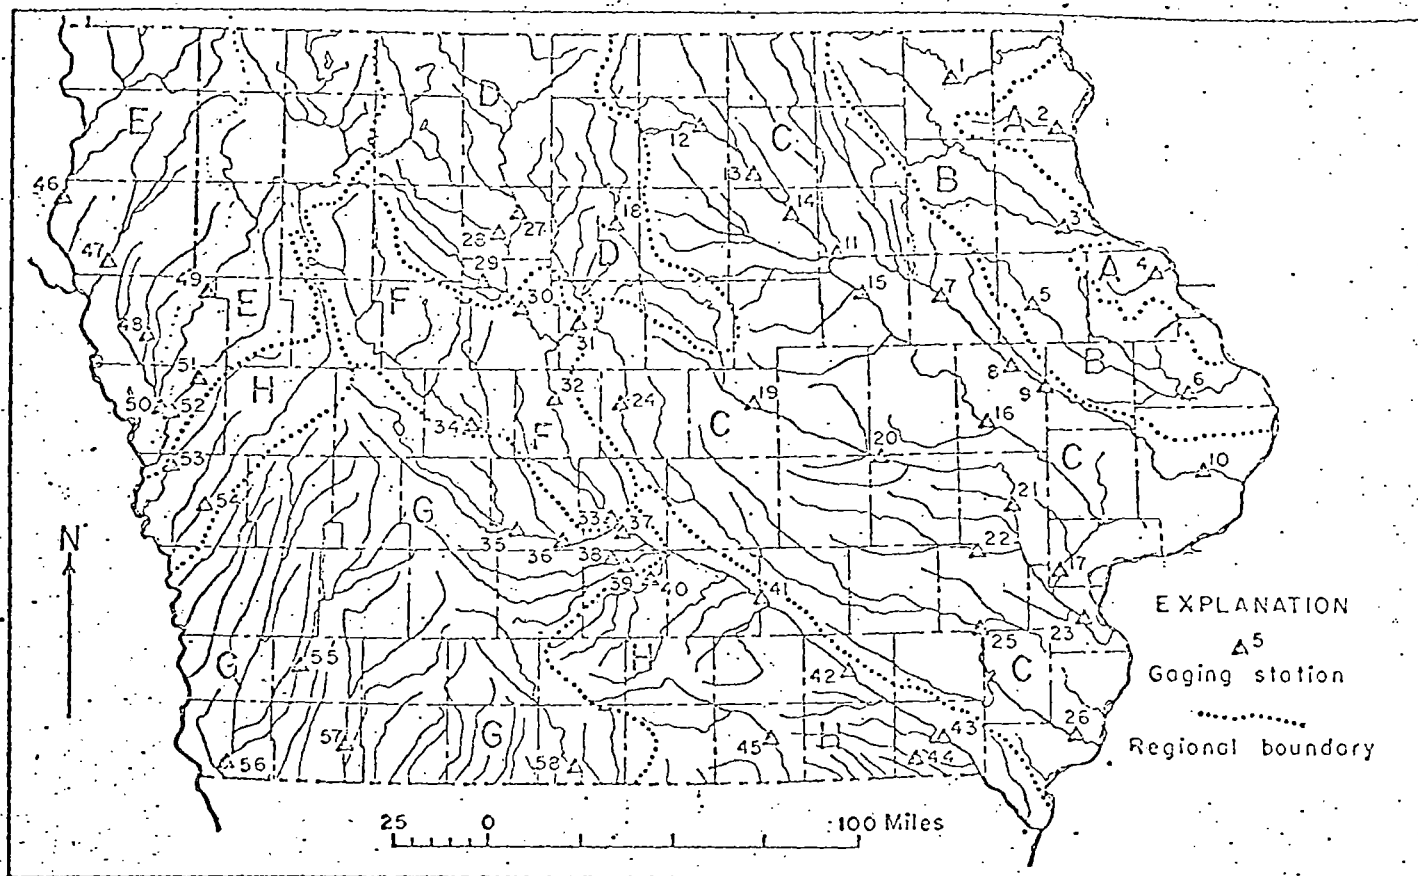 1
D
E
A 2
12
C
13
B
46
14
18
27
3
28
D
11
47
A 4
29
49
15
7
5
E
F
30
48
31
8
B
51
32
9
6
H
50
52
24
19
C
16
34
F
20
C
53
10
21
54
G
33
37
N
35
36
38
22
17
39
40
41
EXPLANATION
5
25
23
Gaging station
G
55
H
42
C
26
57
G
45
H
43
Regional boundary
56
58
44
25 0 100 Miles